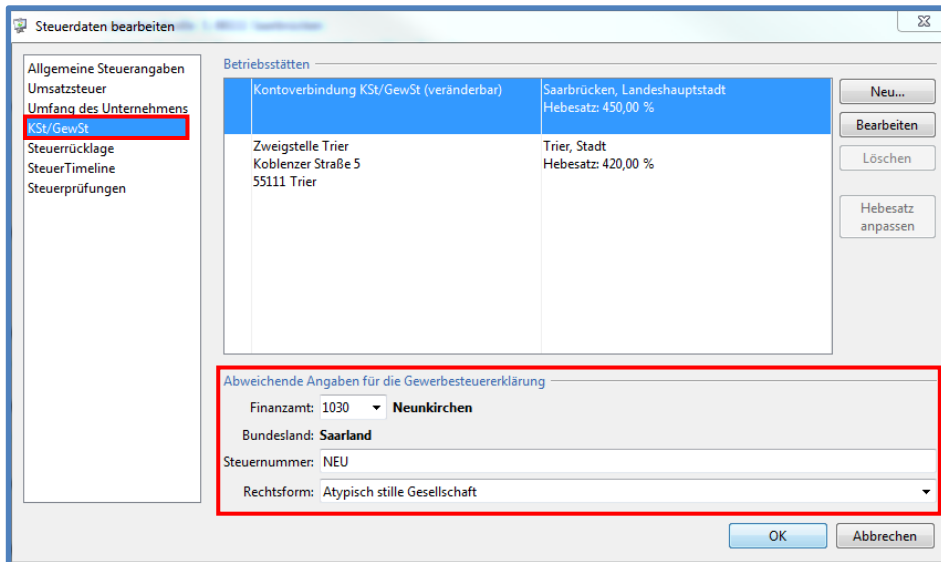 Steuerdaten bearbeiten
Allgemeine Steuerangaben
Umsatzsteuer
Umfang des Unternehmens
KSt/GewSt
Steuerrücklage
SteuerTimeline
Steuerprüfungen
Betriebsstätten
Kontoverbindung KSt/GewSt (veränderbar)
Saarbrücken, Landeshauptstadt
Hebesatz: 450,00 %
Zweigstelle Trier
Koblenzer Straße 5
55111 Trier
Trier, Stadt
Hebesatz: 420,00 %
Neu...
Bearbeiten
Löschen
Hebesatz
anpassen
Abweichende Angaben für die Gewerbesteuererklärung
Finanzamt: 1030 Neunkirchen
Bundesland: Saarland
Steuernummer: NEU
Rechtsform: Atypisch stille Gesellschaft
OK
Abbrechen